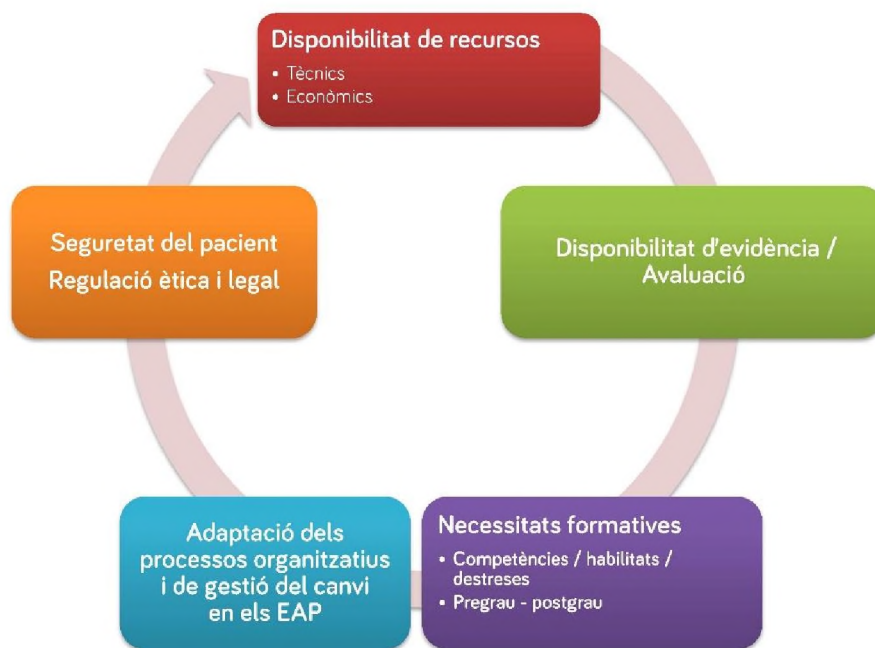 Disponibilitat de recursos
• Tècnics
• Econòmics
Disponibilitat d'evidència /
Avaluació
Necessitats formatives
• Competències / habilitats /
destreses
• Pregrau - postgrau
Adaptació dels
processos organitzatius
i de gestió del canvi
en els EAP
Seguretat del pacient
Regulació ètica i legal